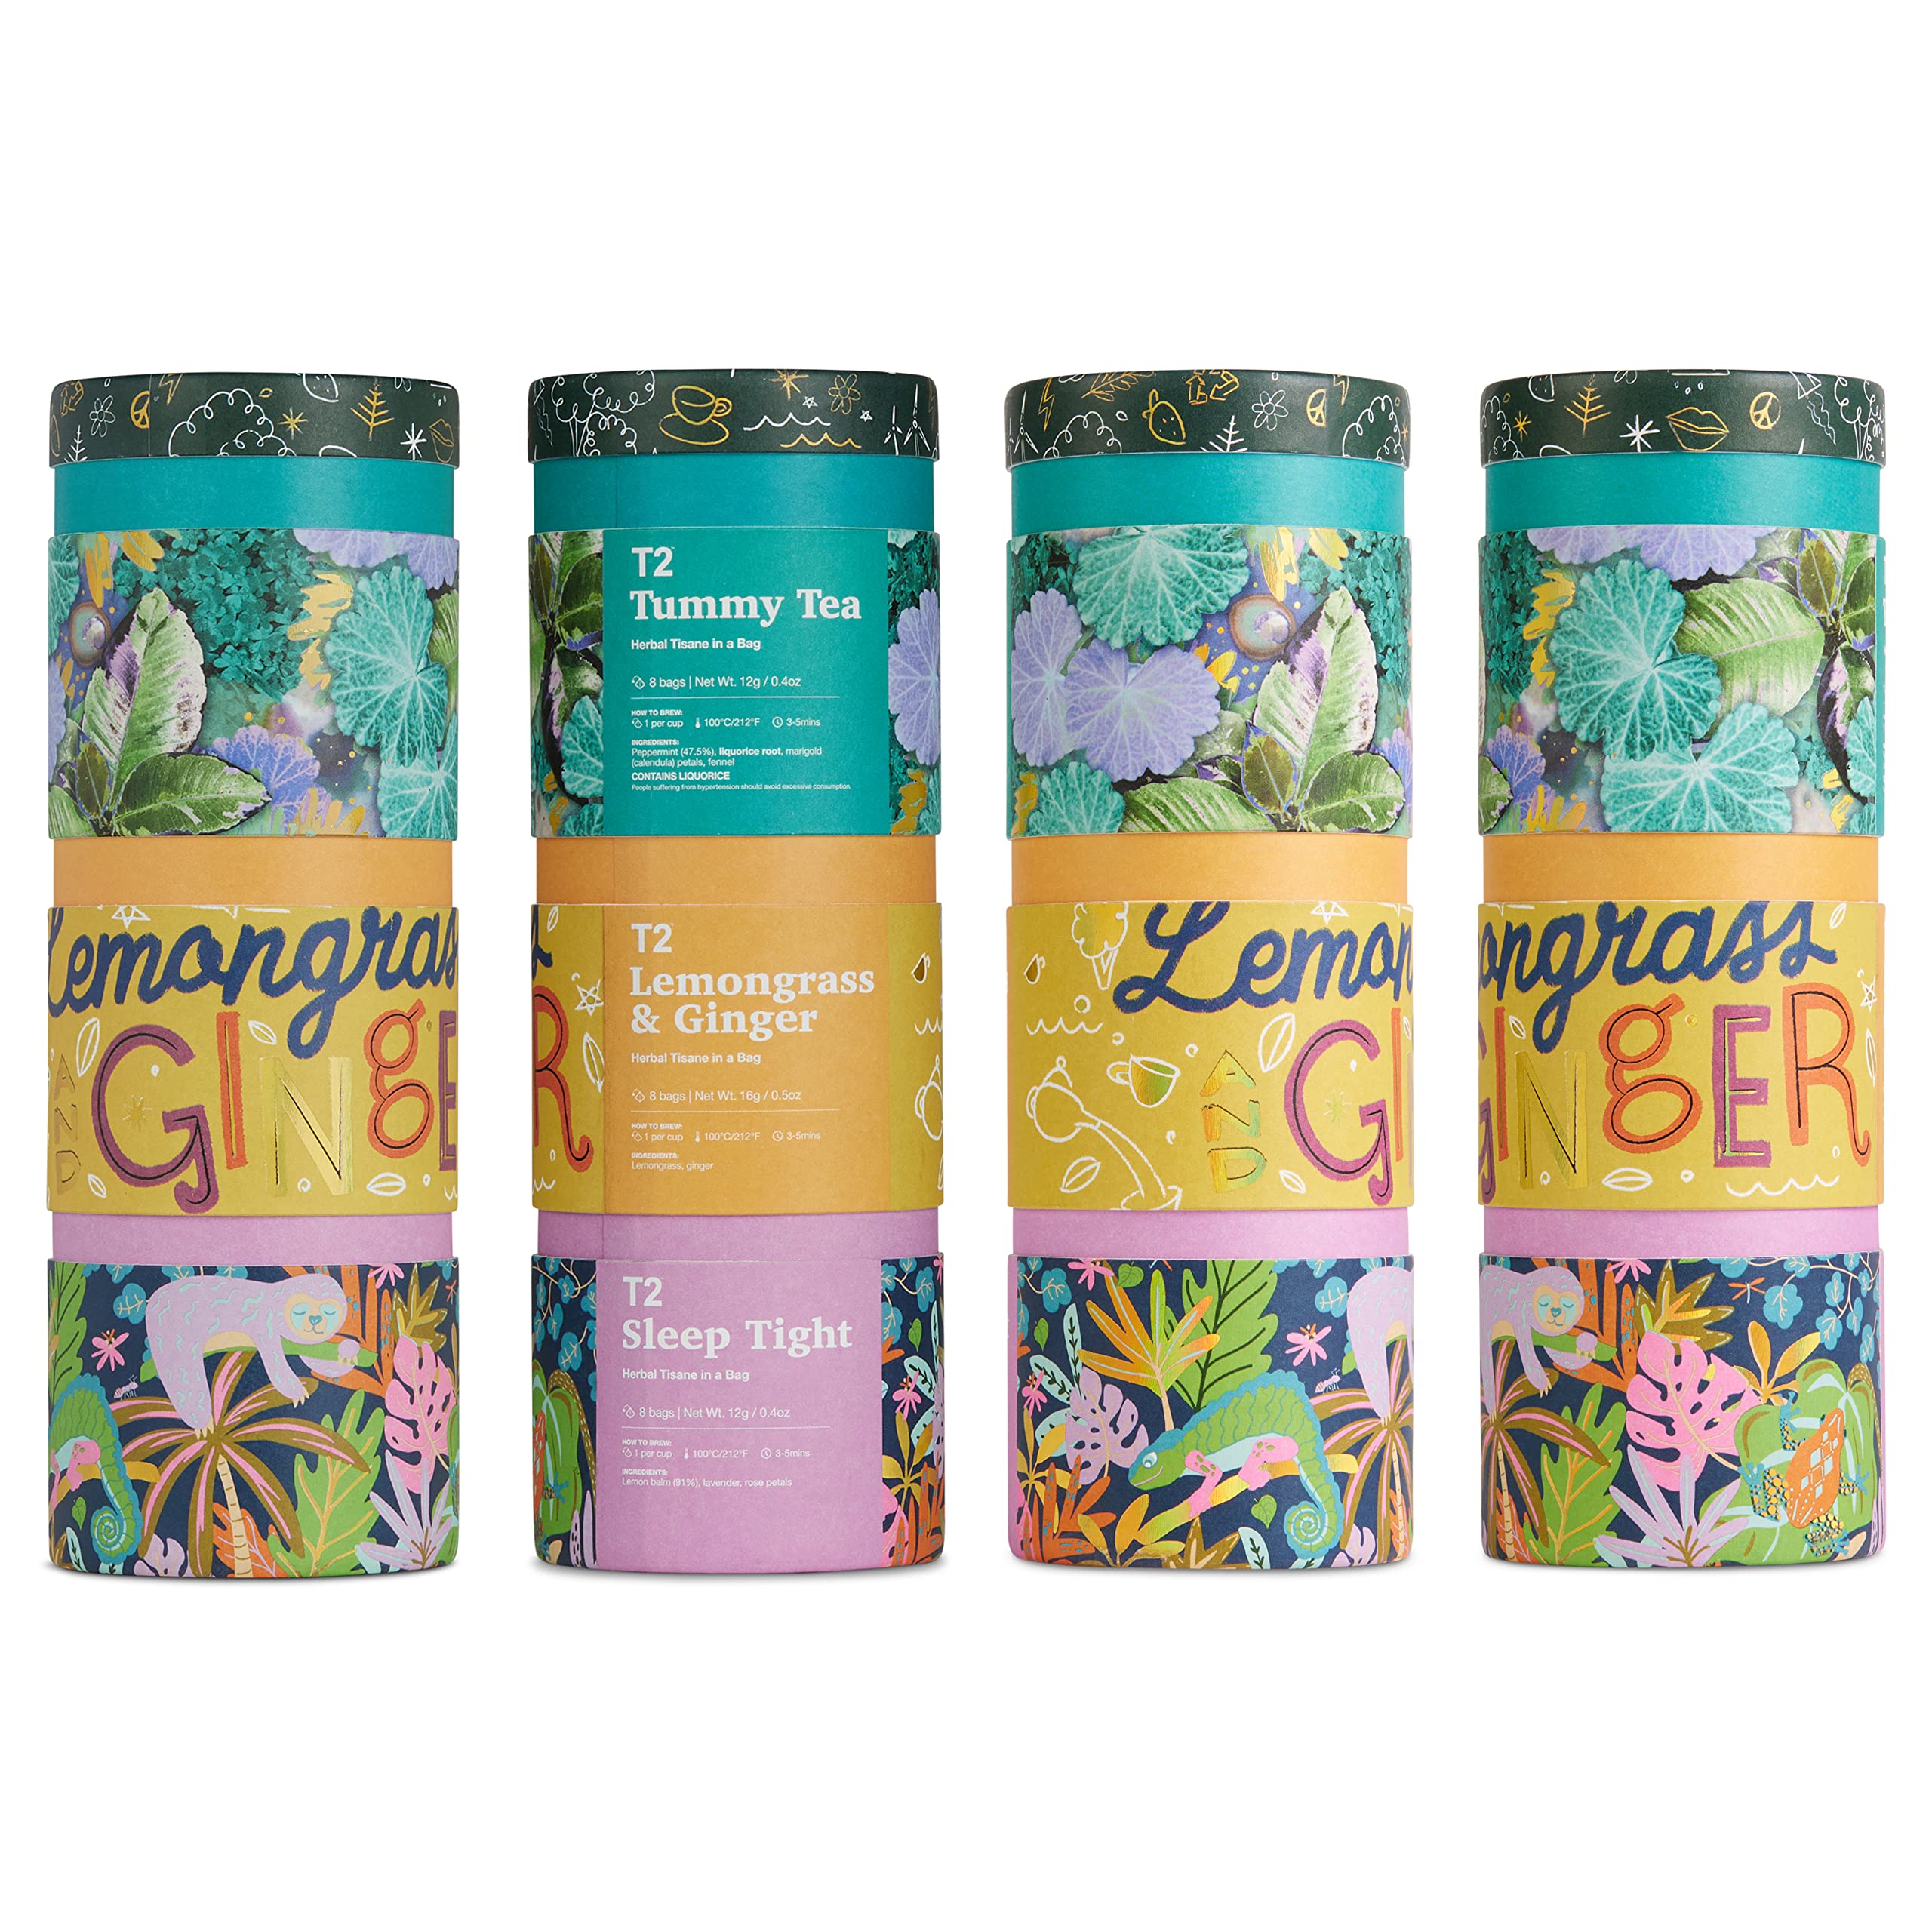 T2
Tummy Tea
Herbal Tisane in a Bag
8 bags | Net Wt. 12g / 0.4oz
HOW TO BREW:
1 per cup 100°C/212°F 3-5mins
INGREDIENTS:
Peppermint (47.5%), liquorice root, marigold
(calendula) petals, fennel
CONTAINS LIQUORICE
People suffering from hypertension should avoid excessive consumption.
Lemongras
AND GINgE
R
T2
Lemongrass
& Ginger
Herbal Tisane in a Bag
8 bags | Net Wt. 16g / 0.5oz
HOW TO BREW:
1 per cup 100°C/212°F 3-5mins
INGREDIENTS:
Lemongrass, ginger
Lemon
AND GI
ongrass
GINgER
T2
Sleep Tight
Herbal Tisane in a Bag
8 bags | Net Wt. 12g / 0.4oz
HOW TO BREW:
1 per cup 100°C/212°F 3-5mins
INGREDIENTS:
Lemon balm (91%), lavender, rose petals